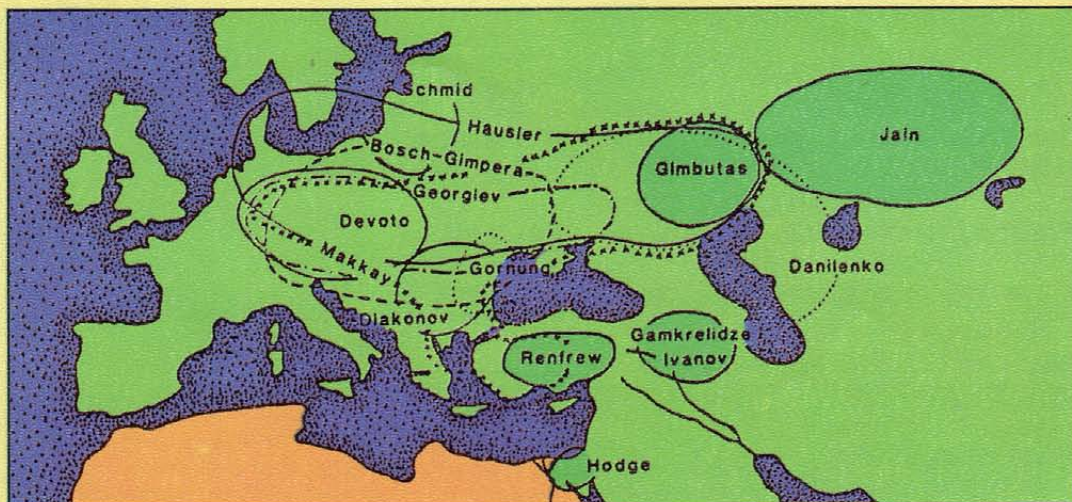 Schmid
Hausler
Jain
Bosch-Gimpera
Gimbutas
Georgiev
Devoto
Makkay
Gornung
Danilenko
Diakonov
Gamkrelidze
Ivanov
Renfrew
Hodge